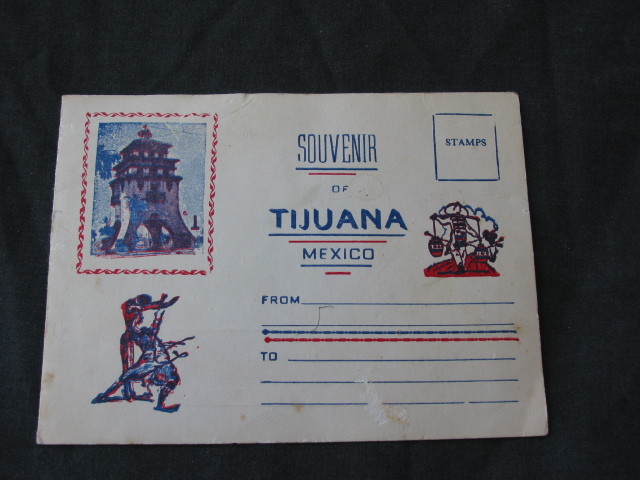 SOUVENIR
OF
TIJUANA
MEXICO
STAMPS
FROM
TO